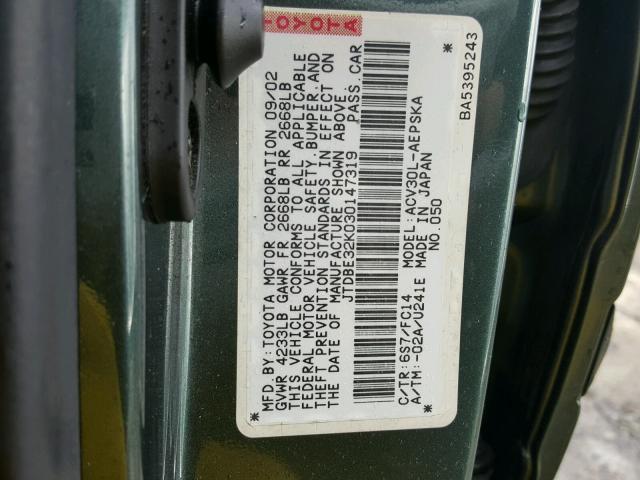 TOYOTA
MFD.BY:TOYOTA MOTOR CORPORATION 09/02
GVWR 4233LB GAWR FR 2668LB RR 2668LB
THIS VEHICLE CONFORMS TO ALL APPLICABLE
FEDERAL MOTOR VEHICLE SAFETY, BUMPER, AND
THEFT PREVENTION STANDARDS IN EFFECT ON
THE DATE OF MANUFACTURE SHOWN ABOVE.
* JTDBE32K030147319 PASS.CAR *
C/TR:6S7/FC14 MODEL:ACV30L-AEPSKA
A/TM:-02A/U241E MADE IN JAPAN
NO.050
BA5395243